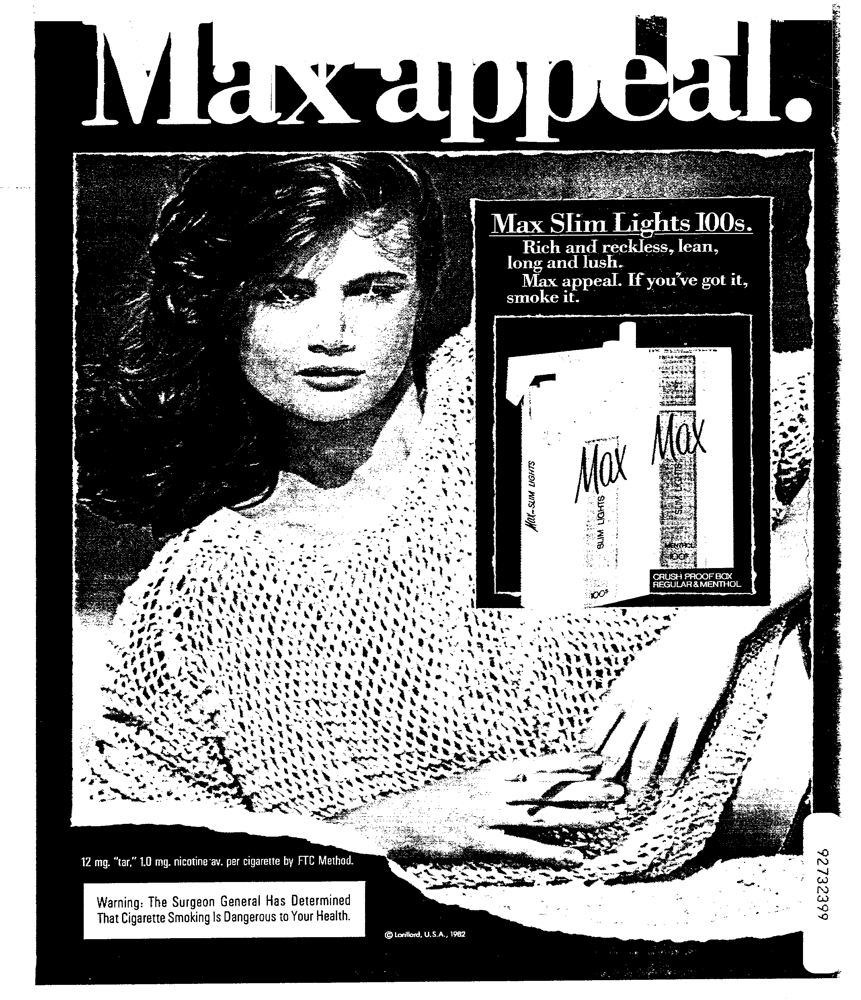 Max appeal.
Max Slim Lights 100s.
Rich and reckless, lean,
long and lush.
Max appeal. If you've got it,
smoke it.
Max
Max
Max-SLIM LIGHTS
SLIM LIGHTS
SLIM LIGHTS
MENTHOL
100s
100s
CRUSH PROOF BOX
REGULAR & MENTHOL
12 mg. "tar," 1.0 mg. nicotine av. per cigarette by FTC Method.
Warning: The Surgeon General Has Determined
That Cigarette Smoking Is Dangerous to Your Health.
© Lorillard, U.S.A., 1982
92732399